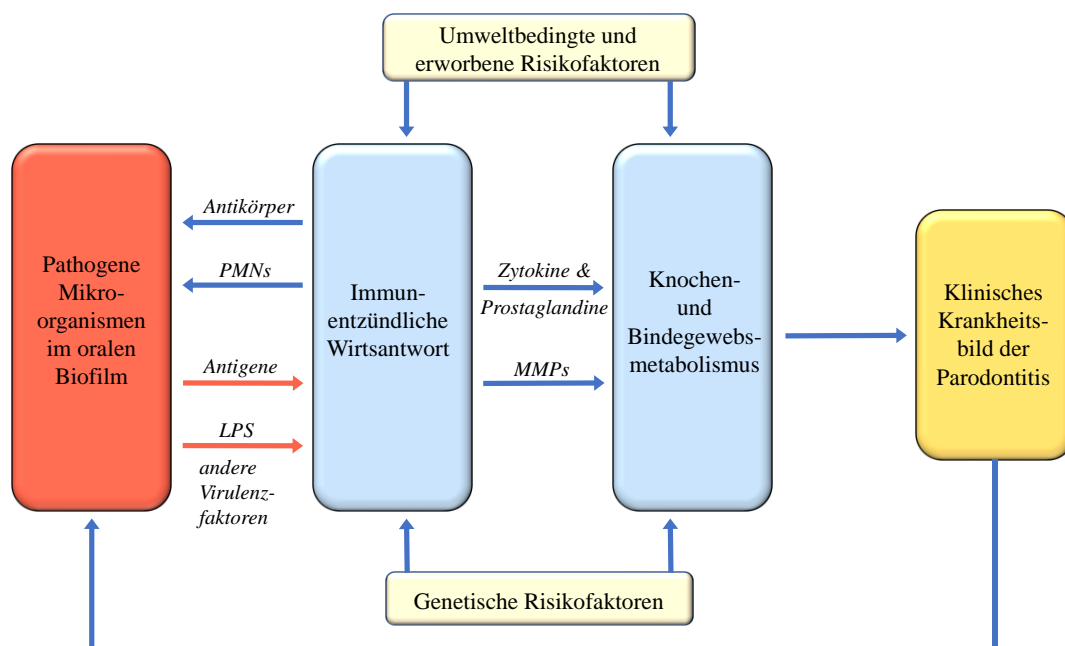 Umweltbedingte und
erworbene Risikofaktoren
Pathogene
Mikro-
organismen
im oralen
Biofilm
Antikörper
PMNs
Antigene
LPS
andere
Virulenz-
faktoren
Immun-
entzündliche
Wirtsantwort
Zytokine &
Prostaglandine
MMPs
Knochen-
und
Bindegewebs-
metabolismus
Klinisches
Krankheits-
bild der
Parodontitis
Genetische Risikofaktoren